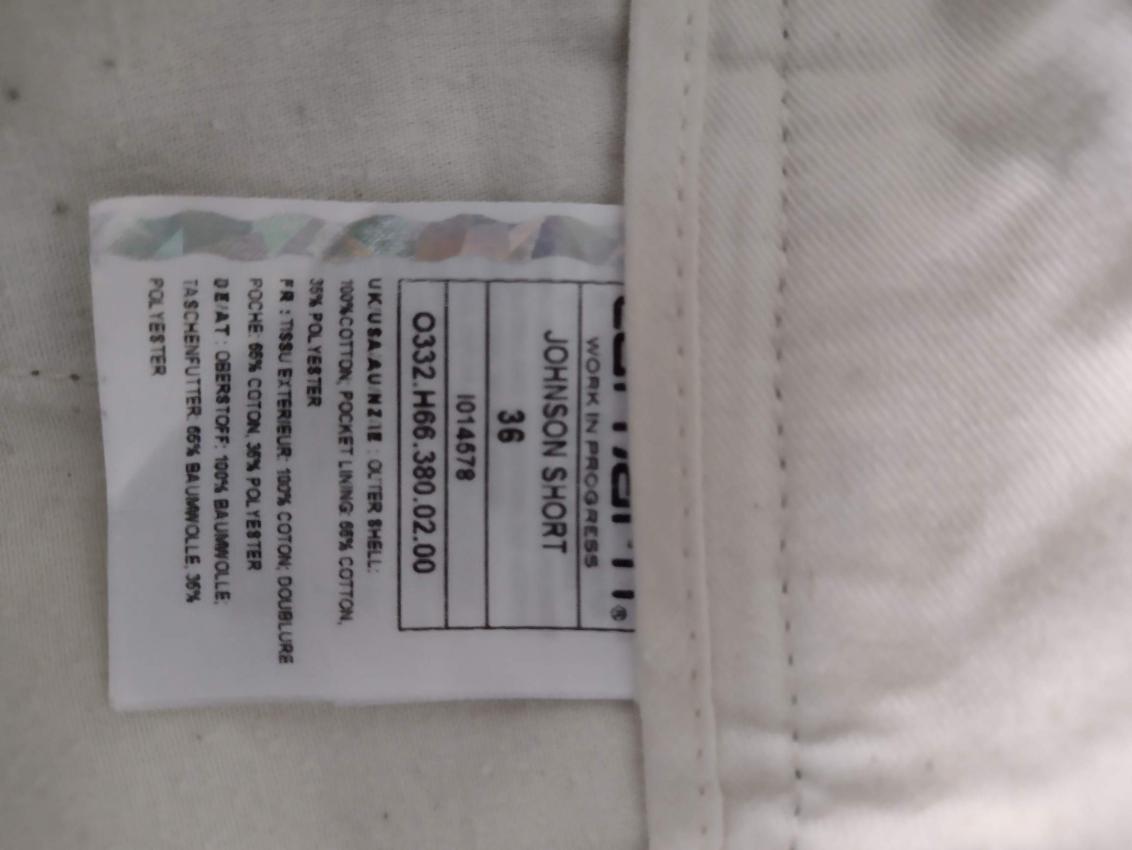 WORK IN PROGRESS
JOHNSON SHORT
36
I014678
O332.H66.380.02.00
UK/USA/AU/NZ/IE : OUTER SHELL:
100%COTTON; POCKET LINING: 65% COTTON,
35% POLYESTER
FR : TISSU EXTERIEUR: 100% COTON; DOUBLURE
POCHE: 65% COTON, 35% POLYESTER
DE/AT : OBERSTOFF: 100% BAUMWOLLE;
TASCHENFUTTER: 65% BAUMWOLLE, 35%
POLYESTER